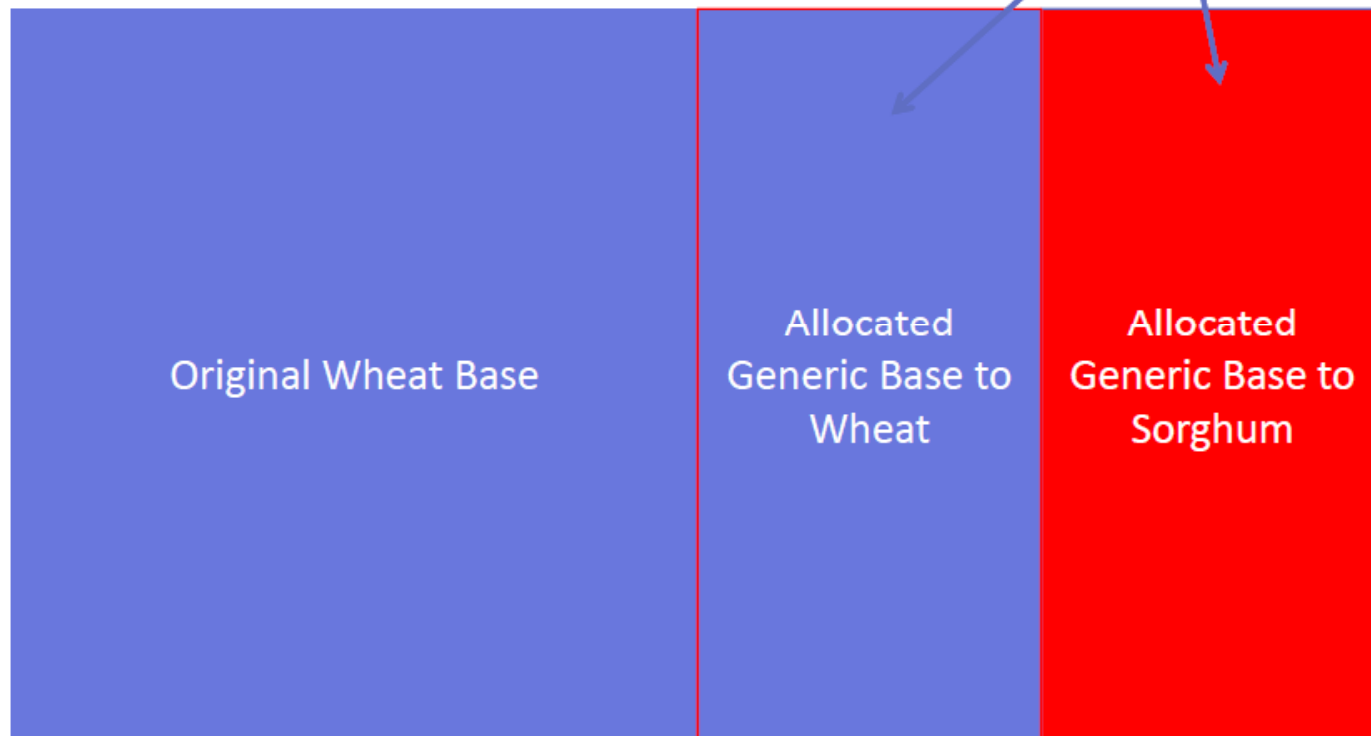 Original Wheat Base
Allocated
Generic Base to
Wheat
Allocated
Generic Base to
Sorghum